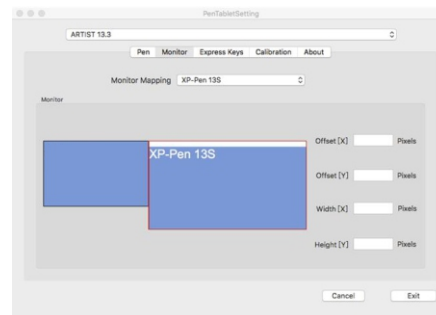 PenTabletSetting
ARTIST 13.3
Pen Monitor Express Keys Calibration About
Monitor Mapping XP-Pen 13S
Monitor
XP-Pen 13S
Offset [X] Pixels
Offset [Y] Pixels
Width [X] Pixels
Height [Y] Pixels
Cancel Exit